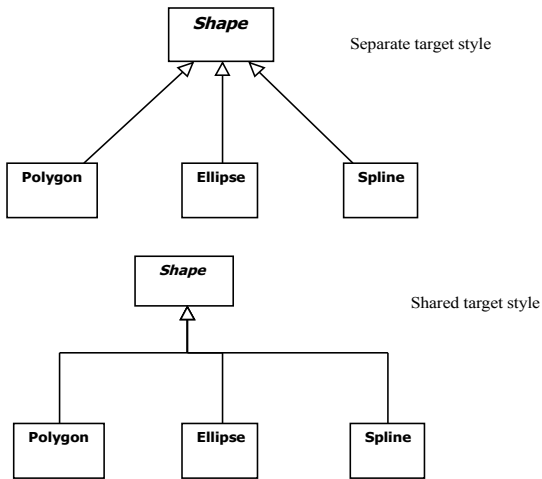 Shape
Separate target style
Polygon
Ellipse
Spline
Shape
Shared target style
Polygon
Ellipse
Spline